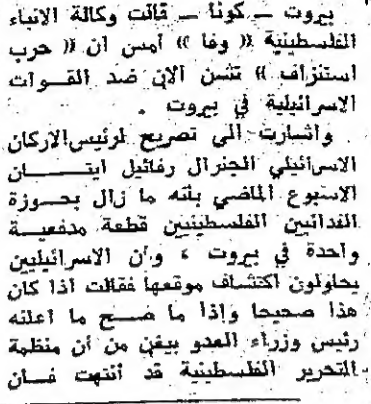 بيروت ــ كونا ــ قالت وكالة الانباء
الفلسطينية « وفا » أمس ان « حرب
استنزاف » تشن الآن ضد القوات
الاسرائيلية في بيروت .
واشارت الى تصريح لرئيس الاركان
الاسرائيلي الجنرال رفائيل ايتان
الاسبوع الماضي بأنه ما زال بحوزة
الفدائيين الفلسطينيين قطعة مدفعية
واحدة في بيروت ، وان الاسرائيليين
يحاولون اكتشاف موقعها فقالت اذا كان
هذا صحيحا وإذا ما صح ما اعلنه
رئيس وزراء العدو بيغن من أن منظمة
التحرير الفلسطينية قد أنتهت فان